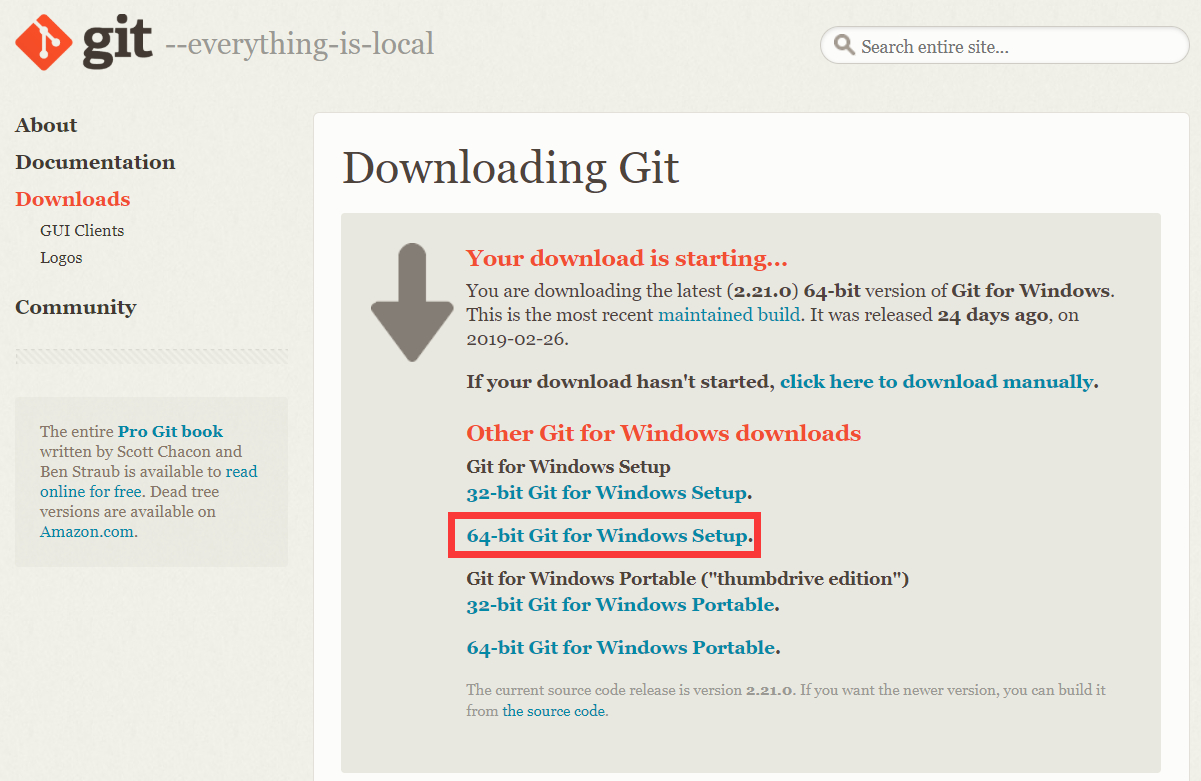 git --everything-is-local
Search entire site...
About
Documentation
Downloads
GUI Clients
Logos
Community
The entire Pro Git book
written by Scott Chacon and
Ben Straub is available to read
online for free. Dead tree
versions are available on
Amazon.com.
Downloading Git
Your download is starting...
You are downloading the latest (2.21.0) 64-bit version of Git for Windows.
This is the most recent maintained build. It was released 24 days ago, on
2019-02-26.
If your download hasn't started, click here to download manually.
Other Git for Windows downloads
Git for Windows Setup
32-bit Git for Windows Setup.
64-bit Git for Windows Setup.
Git for Windows Portable ("thumbdrive edition")
32-bit Git for Windows Portable.
64-bit Git for Windows Portable.
The current source code release is version 2.21.0. If you want the newer version, you can build it
from the source code.